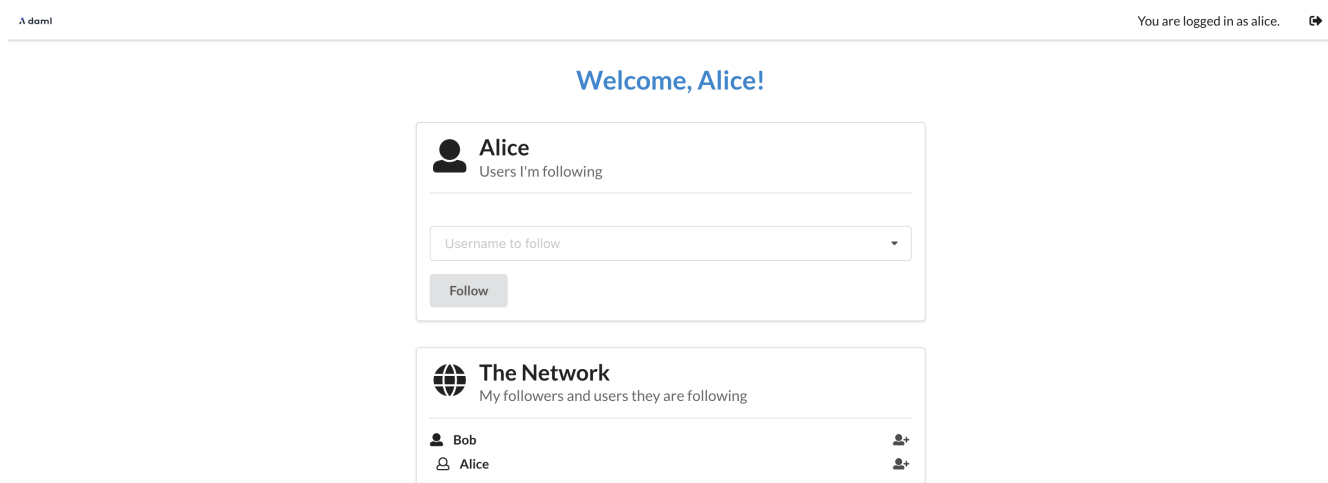 daml
You are logged in as alice.
Welcome, Alice!
Alice
Users I'm following
Username to follow
Follow
The Network
My followers and users they are following
Bob
Alice